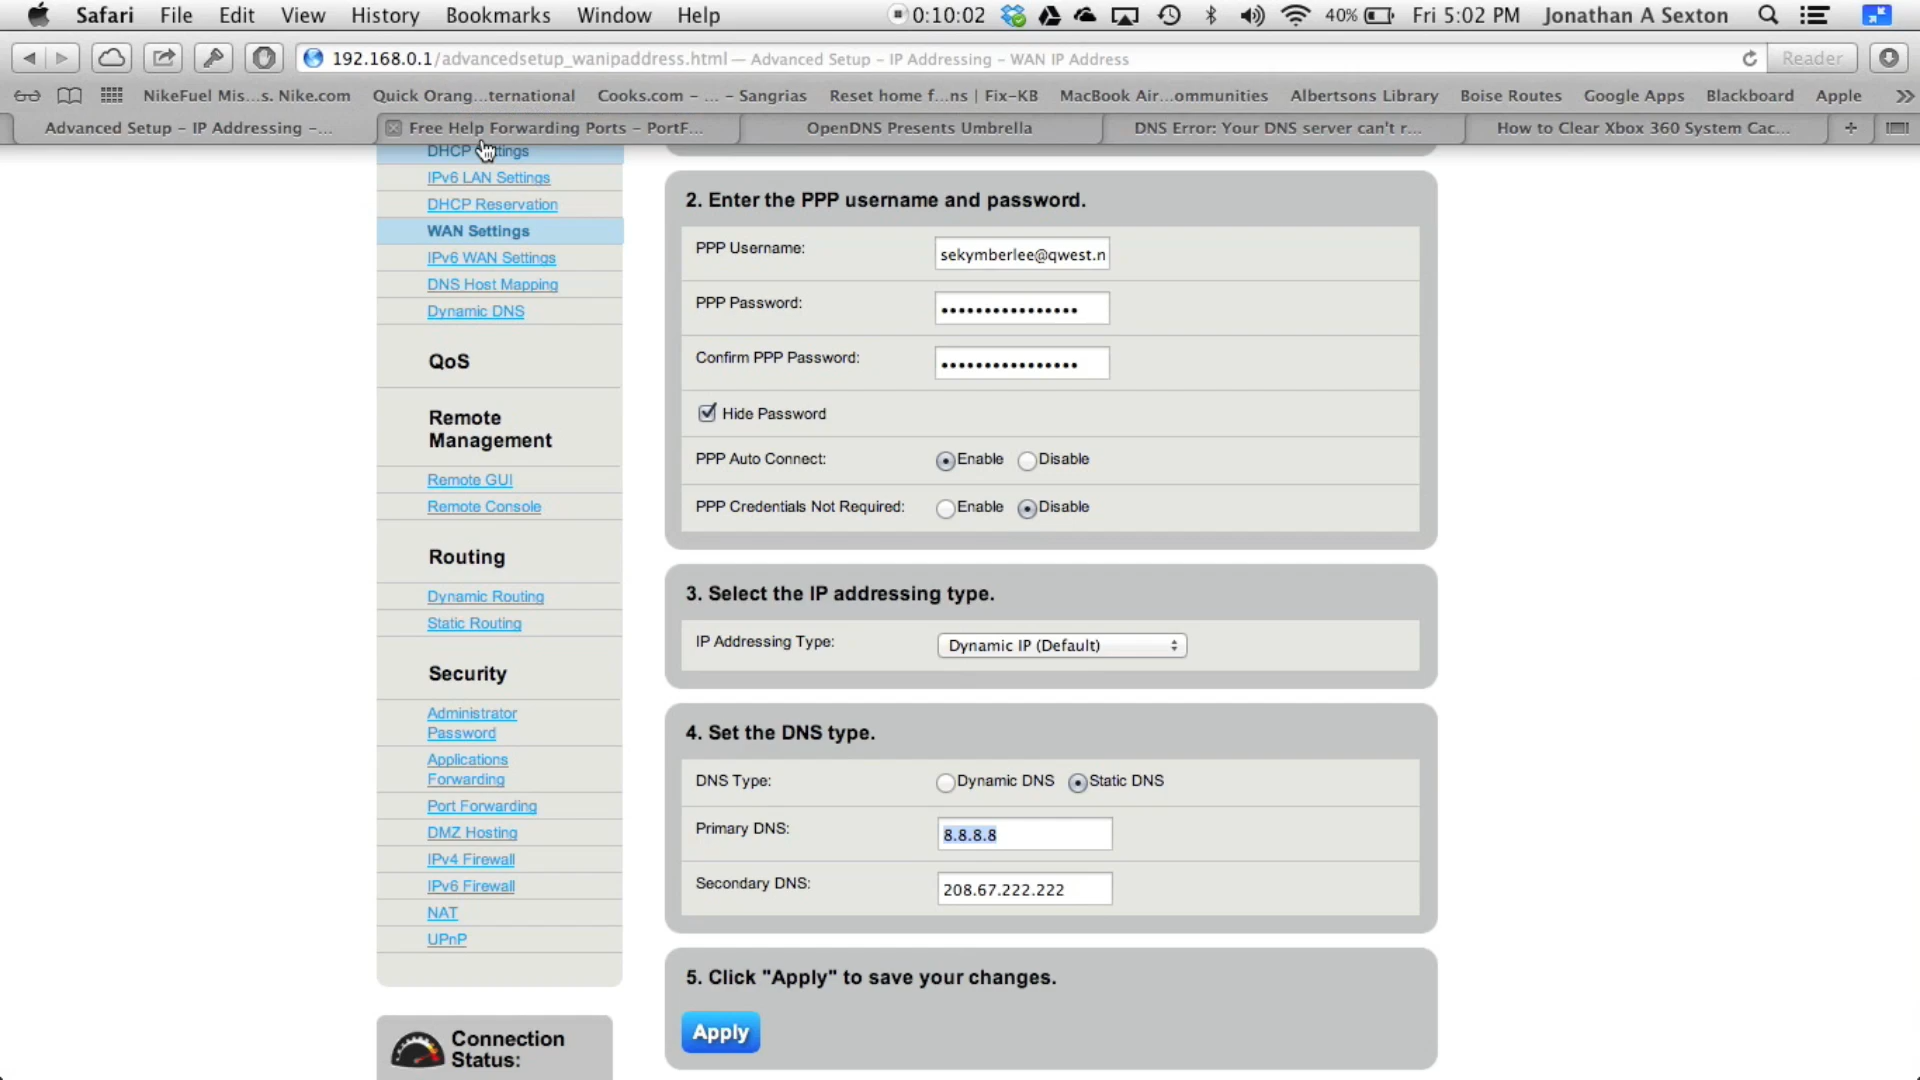 Safari File Edit View History Bookmarks Window Help 0:10:02 40% Fri 5:02 PM Jonathan A Sexton
192.168.0.1/advancedsetup_wanipaddress.html — Advanced Setup – IP Addressing – WAN IP Address Reader
NikeFuel Mis...s. Nike.com Quick Orang...ternational Cooks.com – ... – Sangrias Reset home f...ns | Fix-KB MacBook Air...ommunities Albertsons Library Boise Routes Google Apps Blackboard Apple
Advanced Setup – IP Addressing –... Free Help Forwarding Ports – PortF... OpenDNS Presents Umbrella DNS Error: Your DNS server can't r... How to Clear Xbox 360 System Cac...
DHCP Settings
IPv6 LAN Settings
DHCP Reservation
WAN Settings
IPv6 WAN Settings
DNS Host Mapping
Dynamic DNS
QoS
Remote
Management
Remote GUI
Remote Console
Routing
Dynamic Routing
Static Routing
Security
Administrator
Password
Applications
Forwarding
Port Forwarding
DMZ Hosting
IPv4 Firewall
IPv6 Firewall
NAT
UPnP
Connection
Status:
2. Enter the PPP username and password.
PPP Username: sekymberlee@qwest.n
PPP Password: ••••••••••••••••
Confirm PPP Password: ••••••••••••••••
Hide Password
PPP Auto Connect: Enable Disable
PPP Credentials Not Required: Enable Disable
3. Select the IP addressing type.
IP Addressing Type: Dynamic IP (Default)
4. Set the DNS type.
DNS Type: Dynamic DNS Static DNS
Primary DNS: 8.8.8.8
Secondary DNS: 208.67.222.222
5. Click "Apply" to save your changes.
Apply